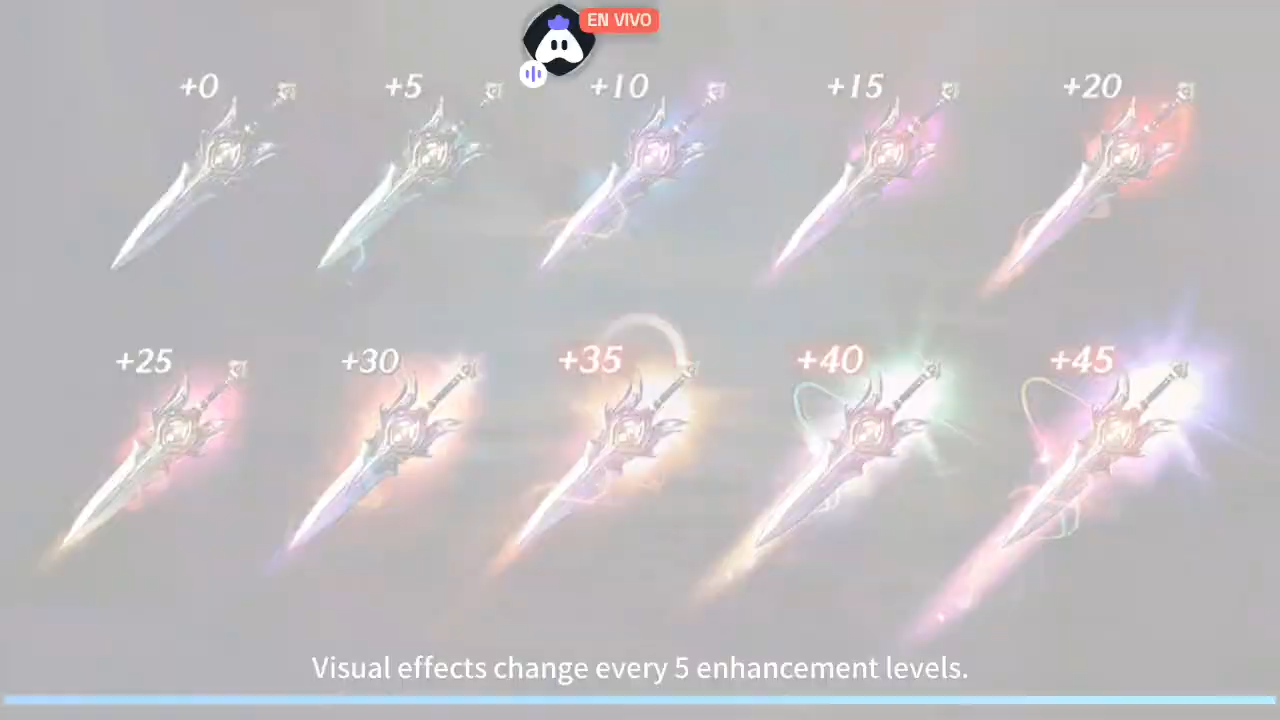 EN VIVO
+0 +5 +10 +15 +20
+25 +30 +35 +40 +45
Visual effects change every 5 enhancement levels.